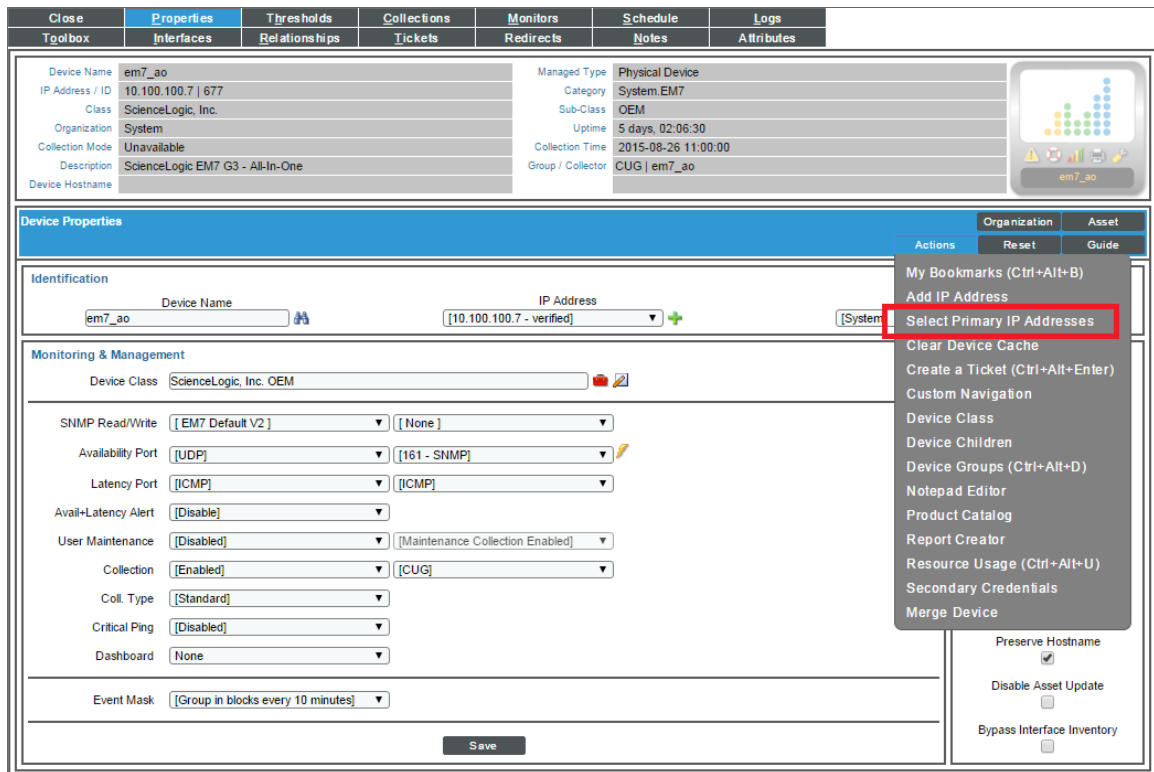 Close Properties Thresholds Collections Monitors Schedule Logs
Toolbox Interfaces Relationships Tickets Redirects Notes Attributes
Device Name em7_ao Managed Type Physical Device
IP Address / ID 10.100.100.7 | 677 Category System.EM7
Class ScienceLogic, Inc. Sub-Class OEM
Organization System Uptime 5 days, 02:06:30
Collection Mode Unavailable Collection Time 2015-08-26 11:00:00
Description ScienceLogic EM7 G3 - All-In-One Group / Collector CUG | em7_ao
Device Hostname
em7_ao
Device Properties Organization Asset
Actions Reset Guide
Identification
Device Name IP Address
em7_ao [10.100.100.7 - verified] [System
My Bookmarks (Ctrl+Alt+B)
Add IP Address
Select Primary IP Addresses
Clear Device Cache
Create a Ticket (Ctrl+Alt+Enter)
Custom Navigation
Device Class
Device Children
Device Groups (Ctrl+Alt+D)
Notepad Editor
Product Catalog
Report Creator
Resource Usage (Ctrl+Alt+U)
Secondary Credentials
Merge Device
Monitoring & Management
Device Class ScienceLogic, Inc. OEM
SNMP Read/Write [ EM7 Default V2 ] [ None ]
Availability Port [UDP] [161 - SNMP]
Latency Port [ICMP] [ICMP]
Avail+Latency Alert [Disable]
User Maintenance [Disabled] [Maintenance Collection Enabled]
Collection [Enabled] [CUG]
Coll. Type [Standard]
Critical Ping [Disabled]
Dashboard None
Event Mask [Group in blocks every 10 minutes]
Save
Preserve Hostname
Disable Asset Update
Bypass Interface Inventory